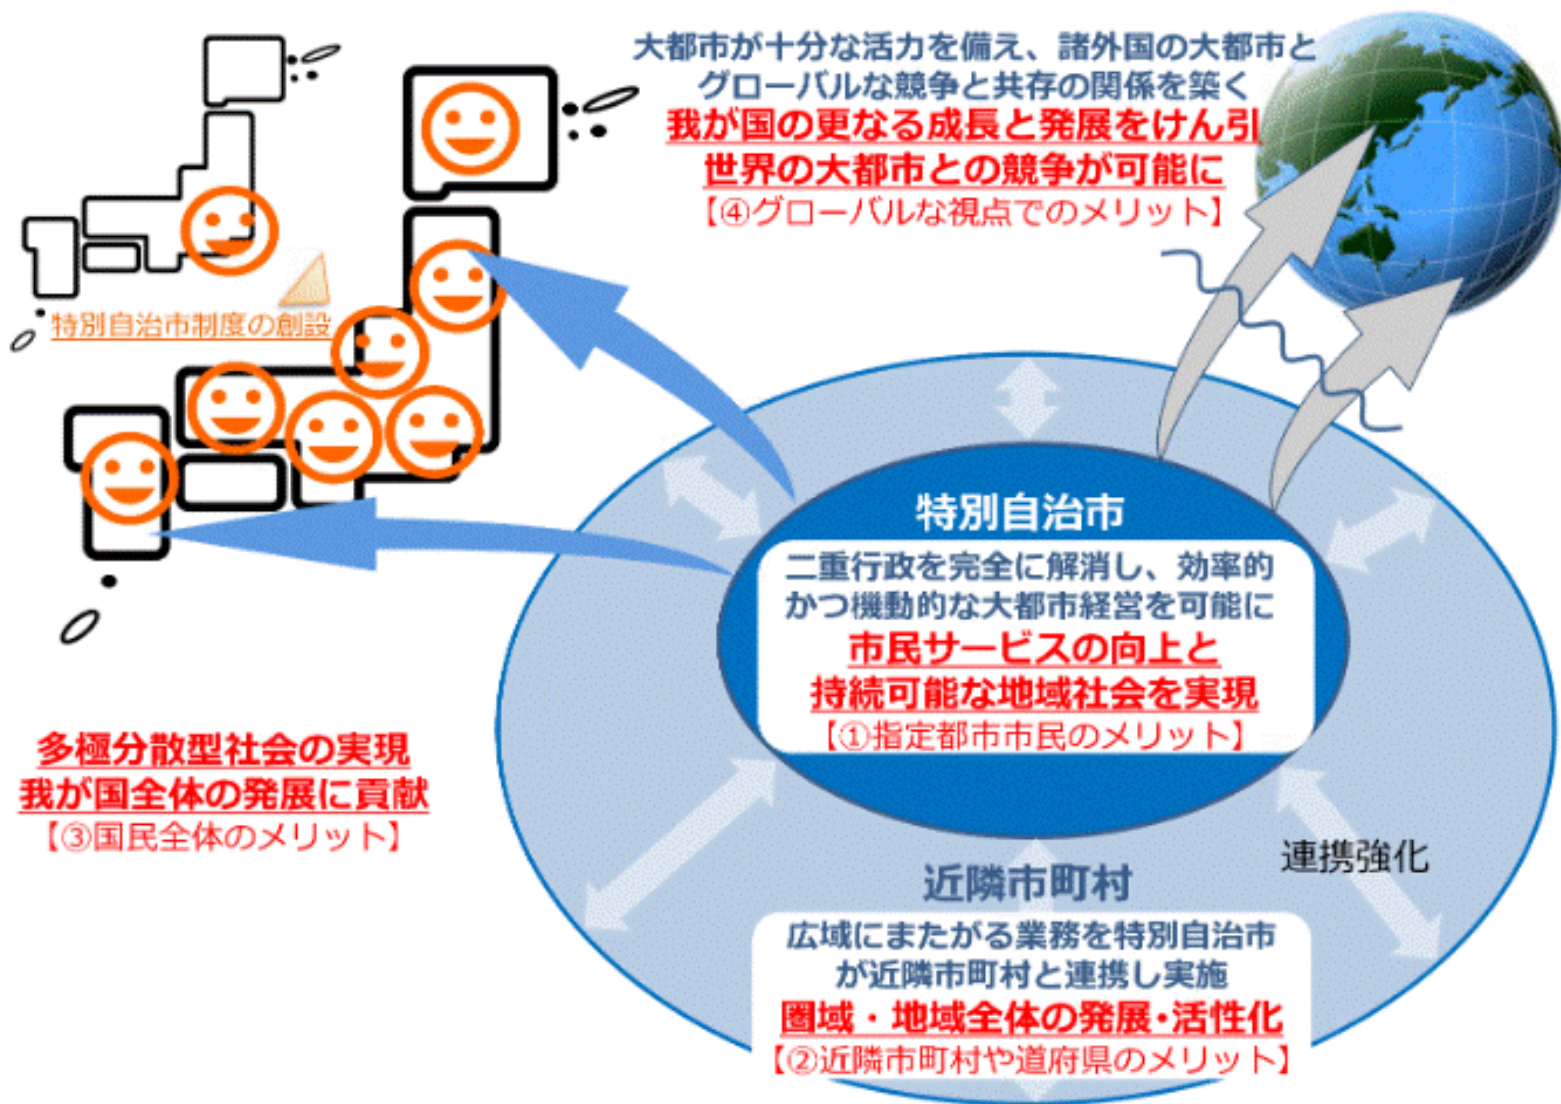 大都市が十分な活力を備え、諸外国の大都市と
グローバルな競争と共存の関係を築く
我が国の更なる成長と発展をけん引
世界の大都市との競争が可能に
【④グローバルな視点でのメリット】
特別自治市制度の創設
特別自治市
二重行政を完全に解消し、効率的
かつ機動的な大都市経営を可能に
市民サービスの向上と
持続可能な地域社会を実現
【①指定都市市民のメリット】
多極分散型社会の実現
我が国全体の発展に貢献
【③国民全体のメリット】
連携強化
近隣市町村
広域にまたがる業務を特別自治市
が近隣市町村と連携し実施
圏域・地域全体の発展・活性化
【②近隣市町村や道府県のメリット】